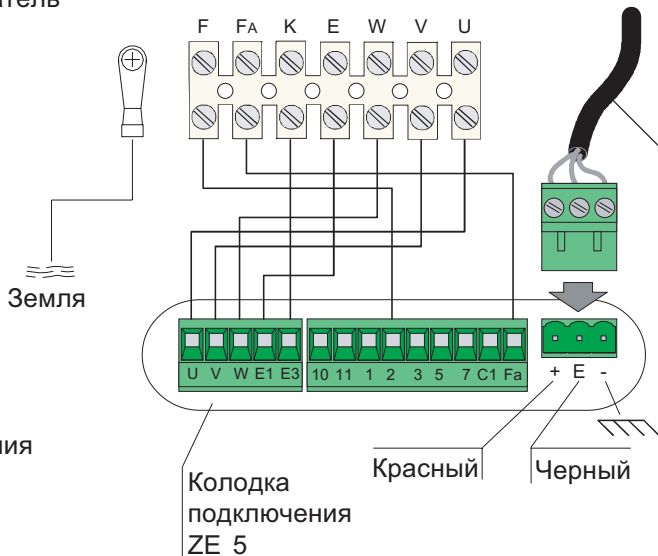 атель
F FA K E W V U
Земля
U V W E1 E3 10 11 1 2 3 5 7 C1 Fa
+ E -
ния
Красный Черный
Колодка
подключения
ZE 5